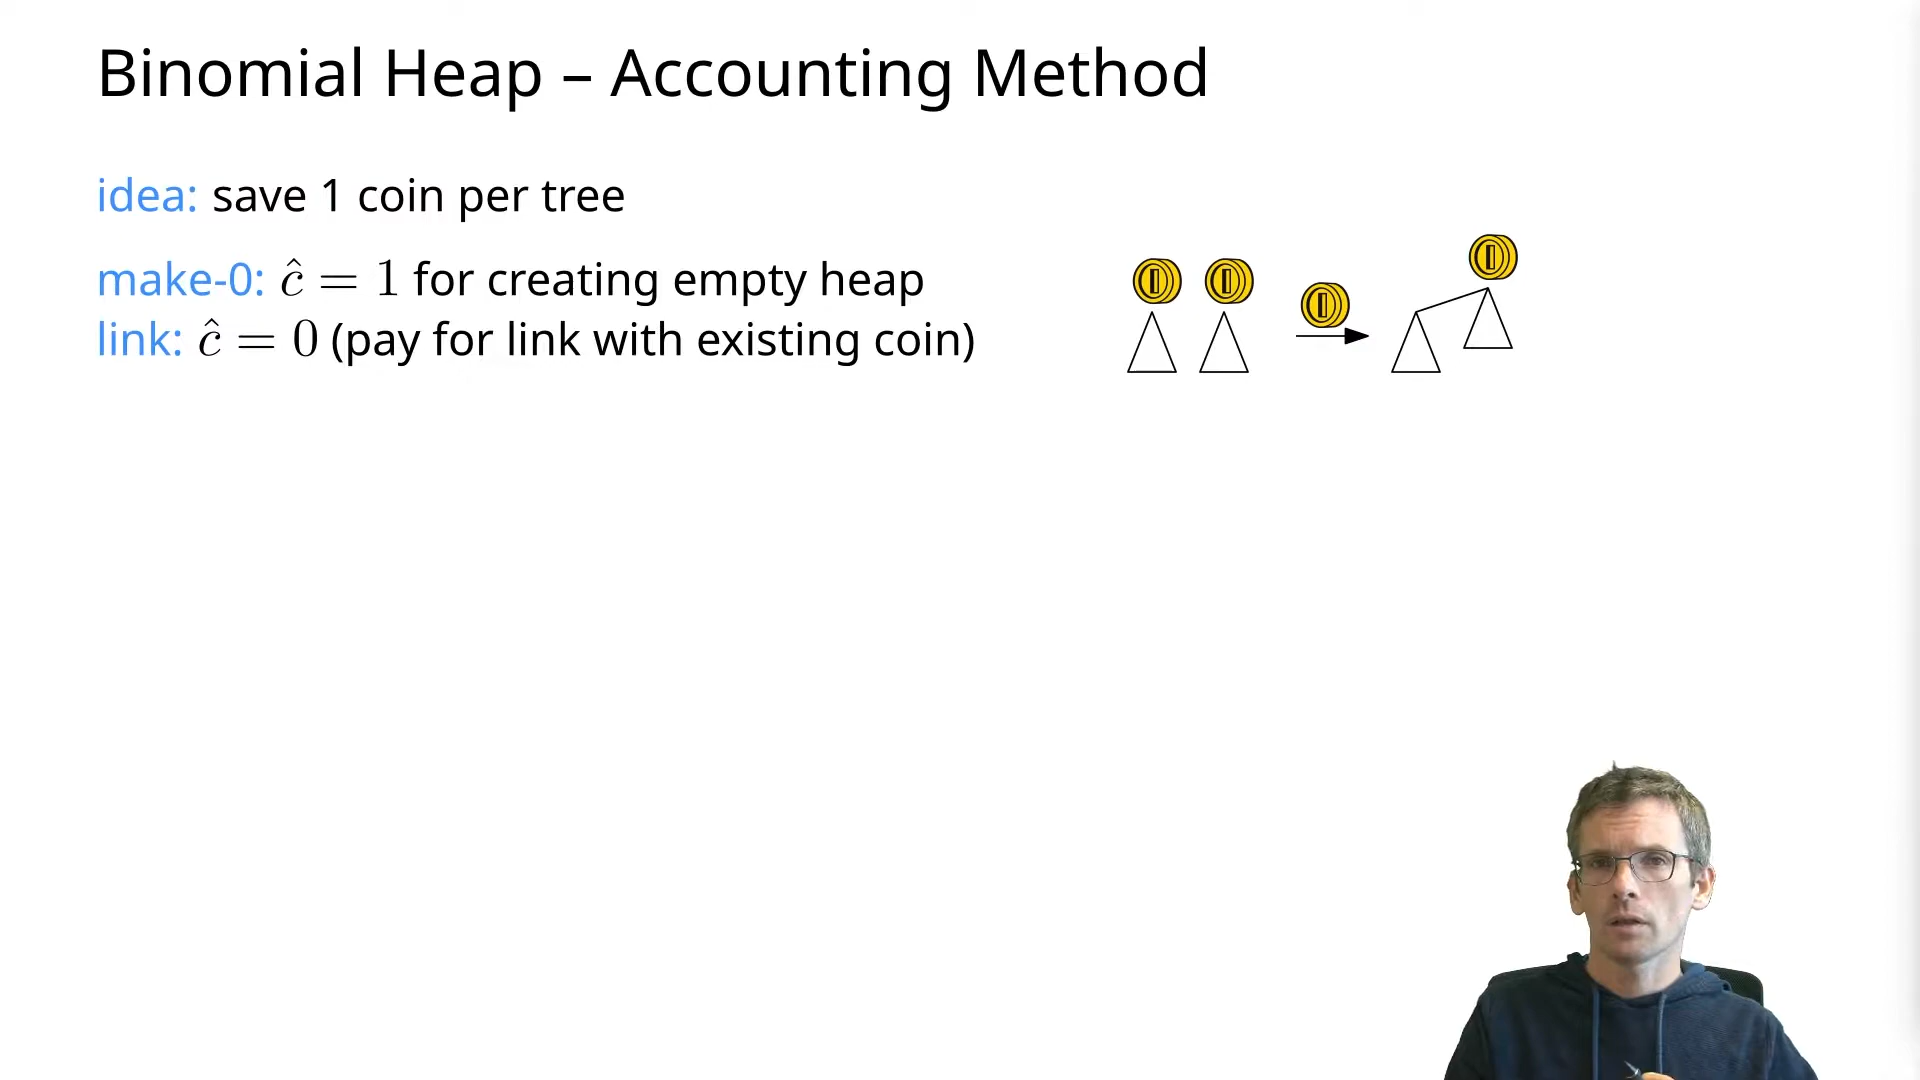 Binomial Heap – Accounting Method
idea: save 1 coin per tree
make-0: ĉ = 1 for creating empty heap
link: ĉ = 0 (pay for link with existing coin)